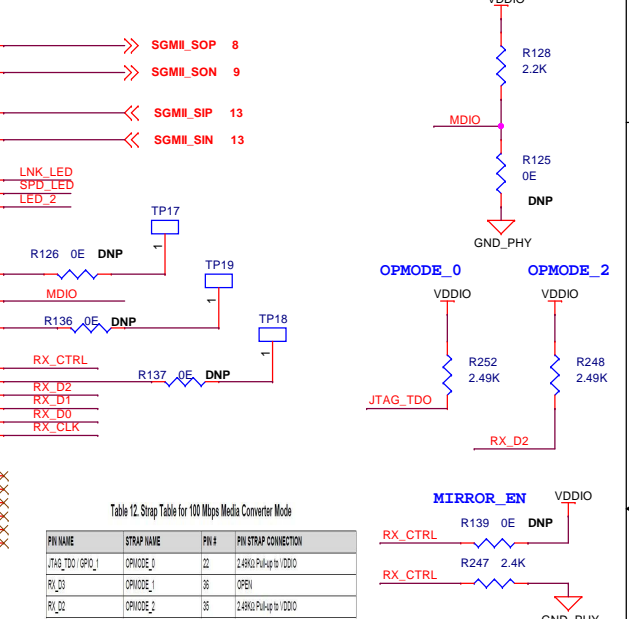 VDDIO
SGMII_SOP 8
SGMII_SON 9
SGMII_SIP 13
SGMII_SIN 13
R128
2.2K
MDIO
R125
0E
DNP
GND_PHY
LNK_LED
SPD_LED
LED_2
TP17
1
R126 0E DNP
TP19
1
MDIO
R136 0E DNP
TP18
1
RX_CTRL
R137 0E DNP
RX_D2
RX_D1
RX_D0
RX_CLK
OPMODE_0
VDDIO
R252
2.49K
JTAG_TDO
OPMODE_2
VDDIO
R248
2.49K
RX_D2
MIRROR_EN
VDDIO
R139 0E DNP
RX_CTRL
R247 2.4K
RX_CTRL
GND_PHY
Table 12. Strap Table for 100 Mbps Media Converter Mode
PIN NAME STRAP NAME PIN # PIN STRAP CONNECTION
JTAG_TDO / GPIO_1 OPMODE_0 22 2.49KΩ Pull-up to VDDIO
RX_D3 OPMODE_1 36 OPEN
RX_D2 OPMODE_2 35 2.49KΩ Pull-up to VDDIO